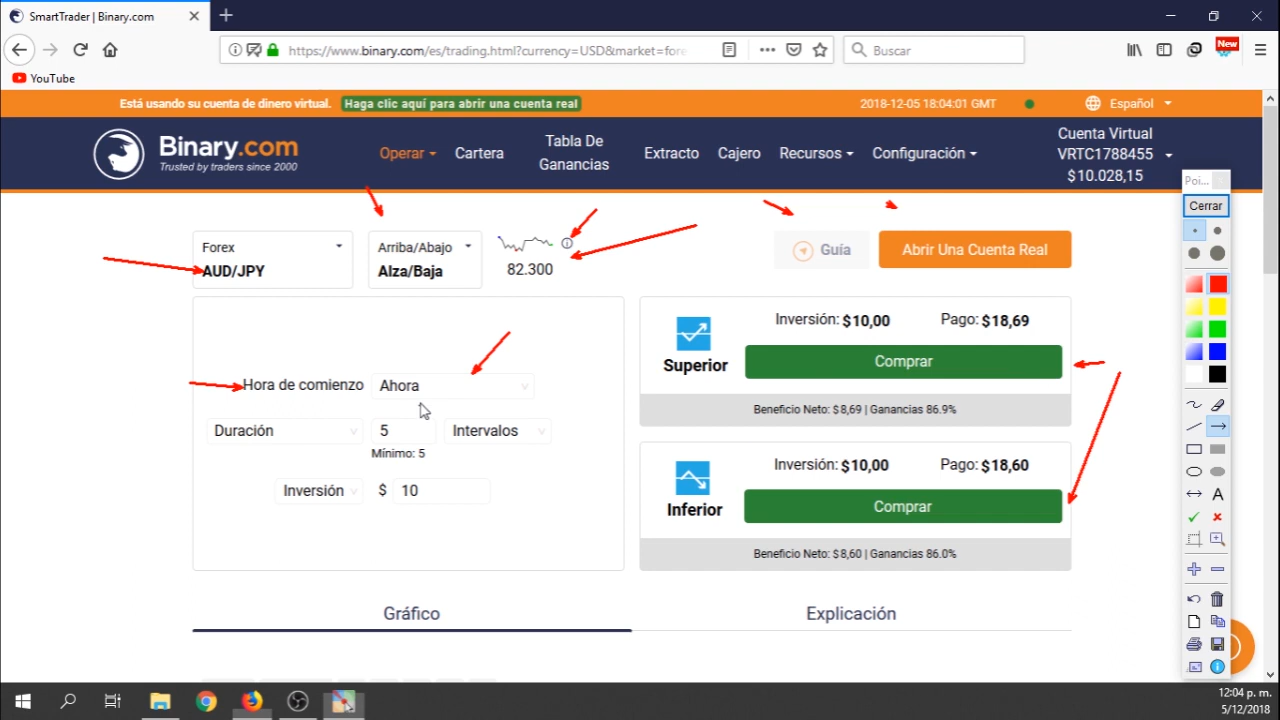 SmartTrader | Binary.com
https://www.binary.com/es/trading.html?currency=USD&market=fore
Buscar
New
YouTube
Está usando su cuenta de dinero virtual. Haga clic aquí para abrir una cuenta real
2018-12-05 18:04:01 GMT
Español
Binary.com
Trusted by traders since 2000
Operar
Cartera
Tabla De
Ganancias
Extracto
Cajero
Recursos
Configuración
Cuenta Virtual
VRTC1788455
$10.028,15
Poi...
Cerrar
Forex
AUD/JPY
Arriba/Abajo
Alza/Baja
82.300
Guía
Abrir Una Cuenta Real
Hora de comienzo
Ahora
Duración
5
Intervalos
Mínimo: 5
Inversión
$
10
Inversión: $10,00
Pago: $18,69
Superior
Comprar
Beneficio Neto: $8,69 | Ganancias 86.9%
Inversión: $10,00
Pago: $18,60
Inferior
Comprar
Beneficio Neto: $8,60 | Ganancias 86.0%
Gráfico
Explicación
A
12:04 p. m.
5/12/2018